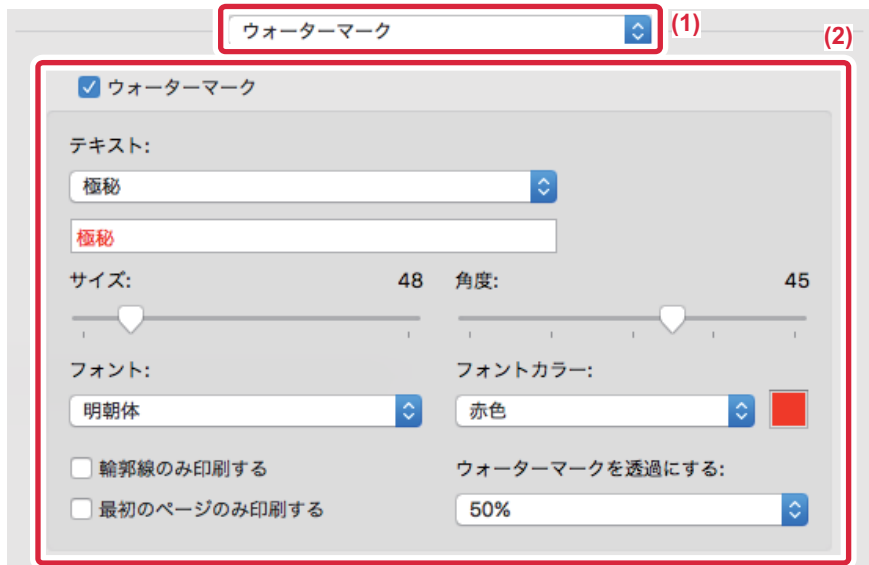 ウォーターマーク
(1)
(2)
ウォーターマーク
テキスト:
極秘
極秘
サイズ: 48 角度: 45
フォント: フォントカラー:
明朝体 赤色
輪郭線のみ印刷する ウォーターマークを透過にする:
最初のページのみ印刷する 50%